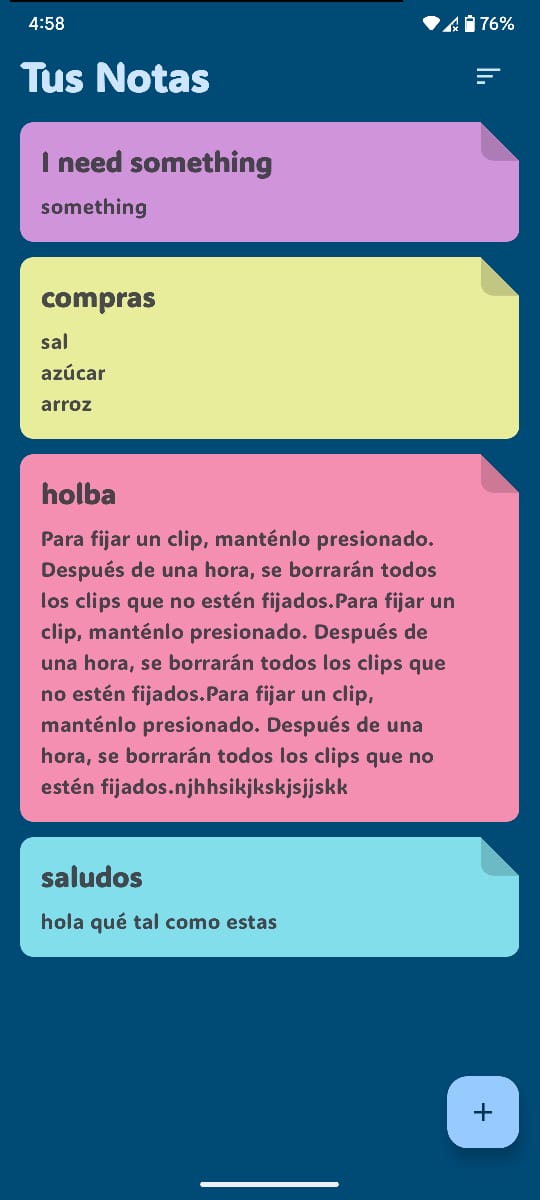 4:58
76%
Tus Notas
I need something
something
compras
sal
azúcar
arroz
holba
Para fijar un clip, manténlo presionado.
Después de una hora, se borrarán todos
los clips que no estén fijados.Para fijar un
clip, manténlo presionado. Después de
una hora, se borrarán todos los clips que
no estén fijados.Para fijar un clip,
manténlo presionado. Después de una
hora, se borrarán todos los clips que no
estén fijados.njhhsikjkskjsjjskk
saludos
hola qué tal como estas